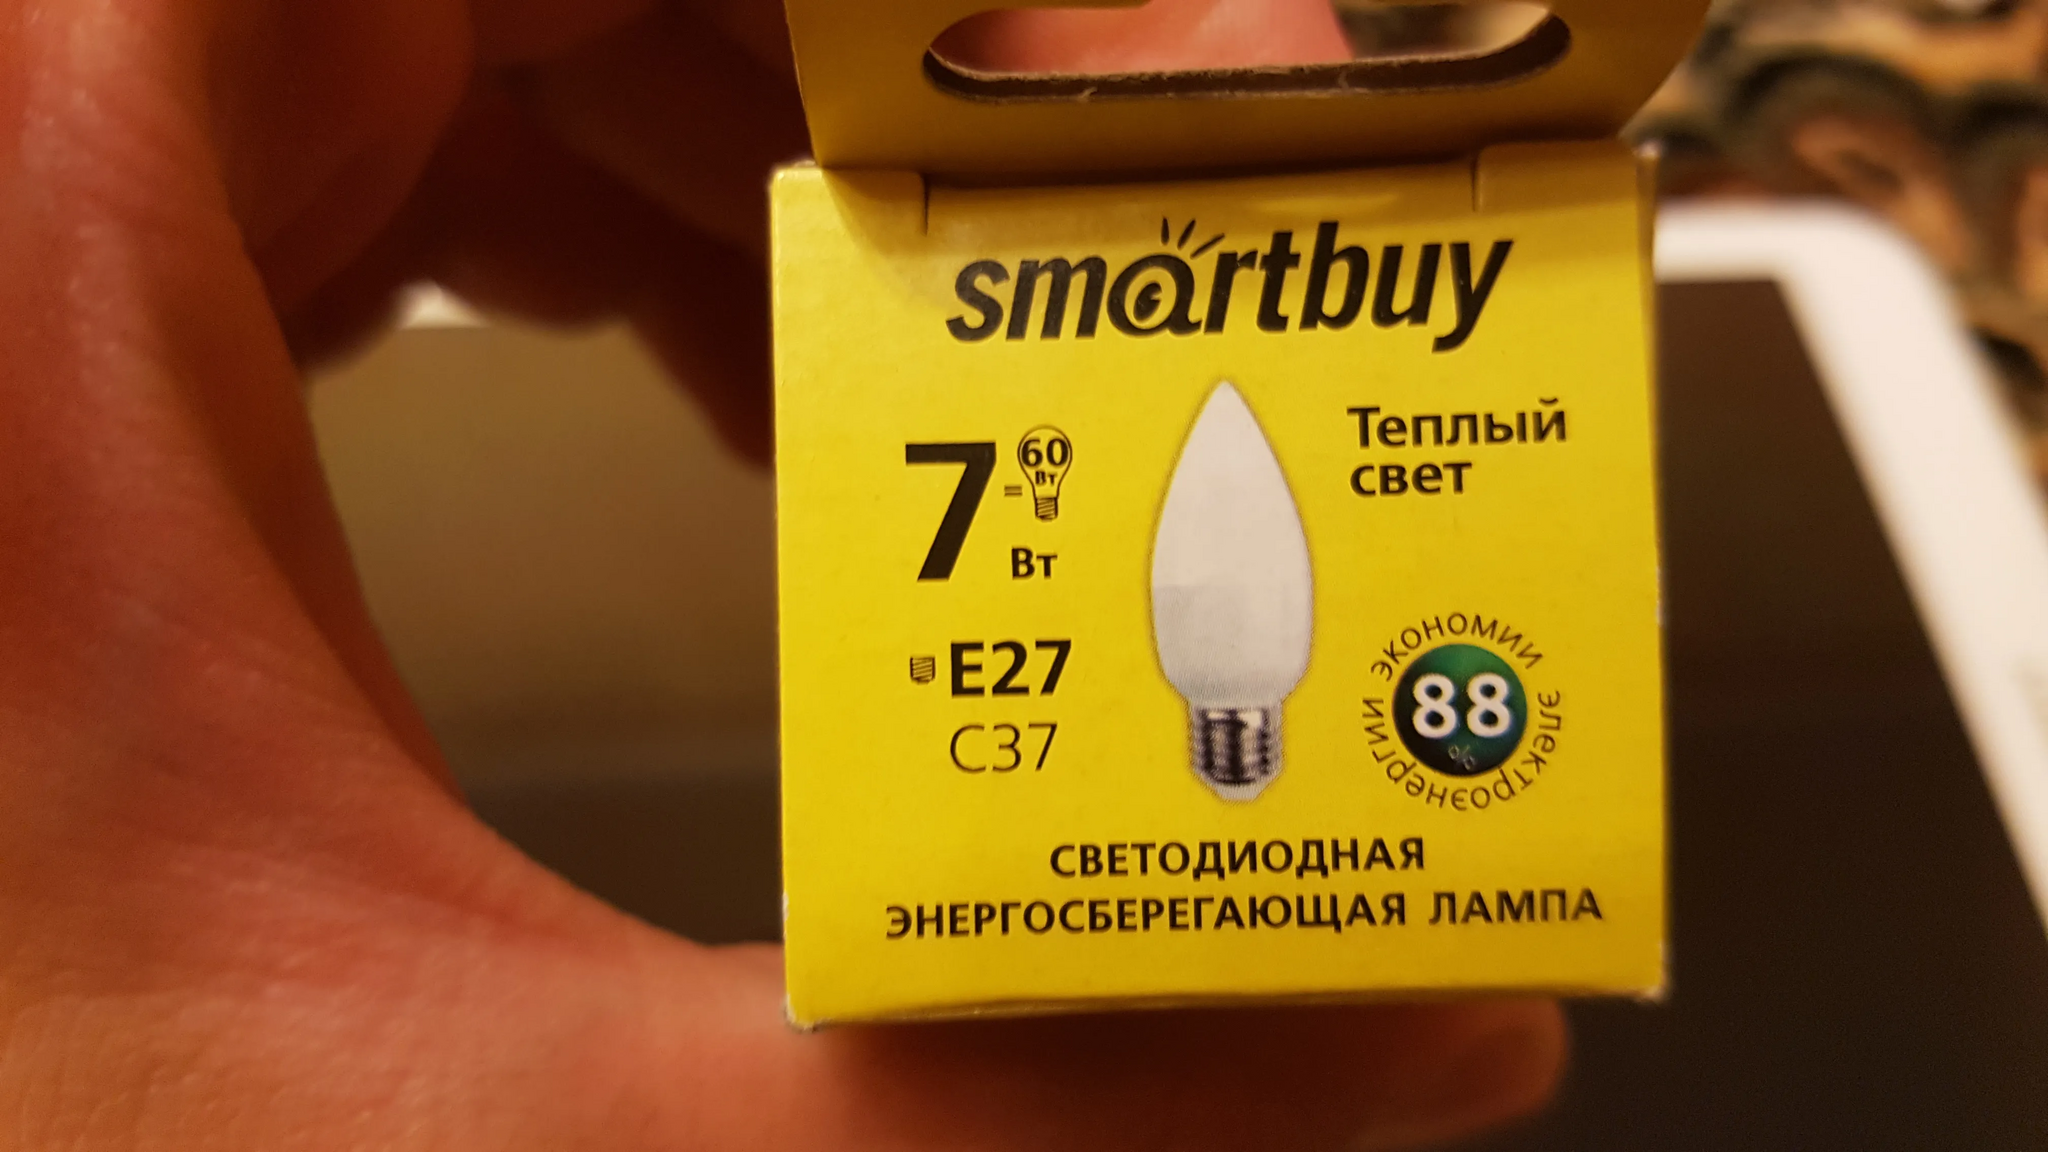 smartbuy
7 = 60 Вт
Вт
Теплый
свет
E27
C37
88 %
экономии электроэнергии
СВЕТОДИОДНАЯ
ЭНЕРГОСБЕРЕГАЮЩАЯ ЛАМПА